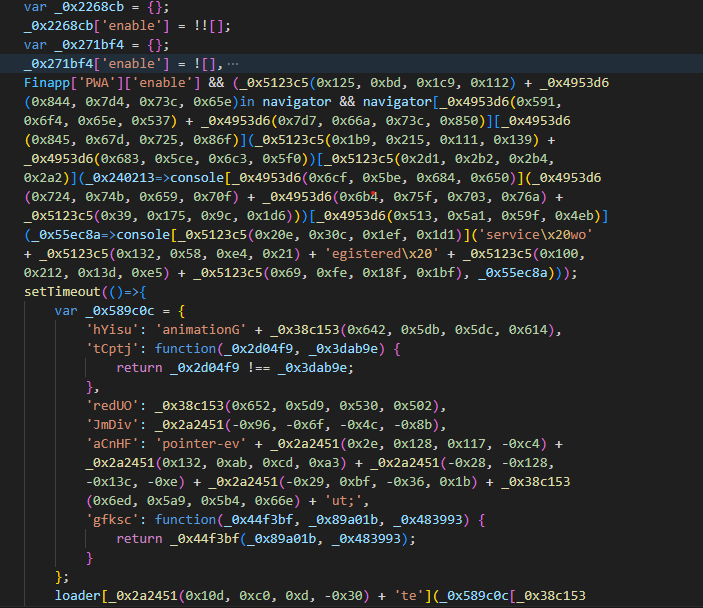 var _0x2268cb = {};
_0x2268cb['enable'] = !![];
var _0x271bf4 = {};
_0x271bf4['enable'] = ![], ...
Finapp['PWA']['enable'] && (_0x5123c5(0x125, 0xbd, 0x1c9, 0x112) + _0x4953d6
(0x844, 0x7d4, 0x73c, 0x65e)in navigator && navigator[_0x4953d6(0x591,
0x6f4, 0x65e, 0x537) + _0x4953d6(0x7d7, 0x66a, 0x73c, 0x850)][_0x4953d6
(0x845, 0x67d, 0x725, 0x86f)](_0x5123c5(0x1b9, 0x215, 0x111, 0x139) +
_0x4953d6(0x683, 0x5ce, 0x6c3, 0x5f0))[_0x5123c5(0x2d1, 0x2b2, 0x2b4,
0x2a2)](_0x240213=>console[_0x4953d6(0x6cf, 0x5be, 0x684, 0x650)](_0x4953d6
(0x724, 0x74b, 0x659, 0x70f) + _0x4953d6(0x6b4, 0x75f, 0x703, 0x76a) +
_0x5123c5(0x39, 0x175, 0x9c, 0x1d6)))[_0x4953d6(0x513, 0x5a1, 0x59f, 0x4eb)]
(_0x55ec8a=>console[_0x5123c5(0x20e, 0x30c, 0x1ef, 0x1d1)]('service\x20wo'
+ _0x5123c5(0x132, 0x58, 0xe4, 0x21) + 'egistered\x20' + _0x5123c5(0x100,
0x212, 0x13d, 0xe5) + _0x5123c5(0x69, 0xfe, 0x18f, 0x1bf), _0x55ec8a)));
setTimeout(()=>{
var _0x589c0c = {
'hYisu': 'animationG' + _0x38c153(0x642, 0x5db, 0x5dc, 0x614),
'tCptj': function(_0x2d04f9, _0x3dab9e) {
return _0x2d04f9 !== _0x3dab9e;
},
'redUO': _0x38c153(0x652, 0x5d9, 0x530, 0x502),
'JmDiv': _0x2a2451(-0x96, -0x6f, -0x4c, -0x8b),
'aCnHF': 'pointer-ev' + _0x2a2451(0x2e, 0x128, 0x117, -0xc4) +
_0x2a2451(0x132, 0xab, 0xcd, 0xa3) + _0x2a2451(-0x28, -0x128,
-0x13c, -0xe) + _0x2a2451(-0x29, 0xbf, -0x36, 0x1b) + _0x38c153
(0x6ed, 0x5a9, 0x5b4, 0x66e) + 'ut;',
'gfksc': function(_0x44f3bf, _0x89a01b, _0x483993) {
return _0x44f3bf(_0x89a01b, _0x483993);
}
};
loader[_0x2a2451(0x10d, 0xc0, 0xd, -0x30) + 'te'](_0x589c0c[_0x38c153